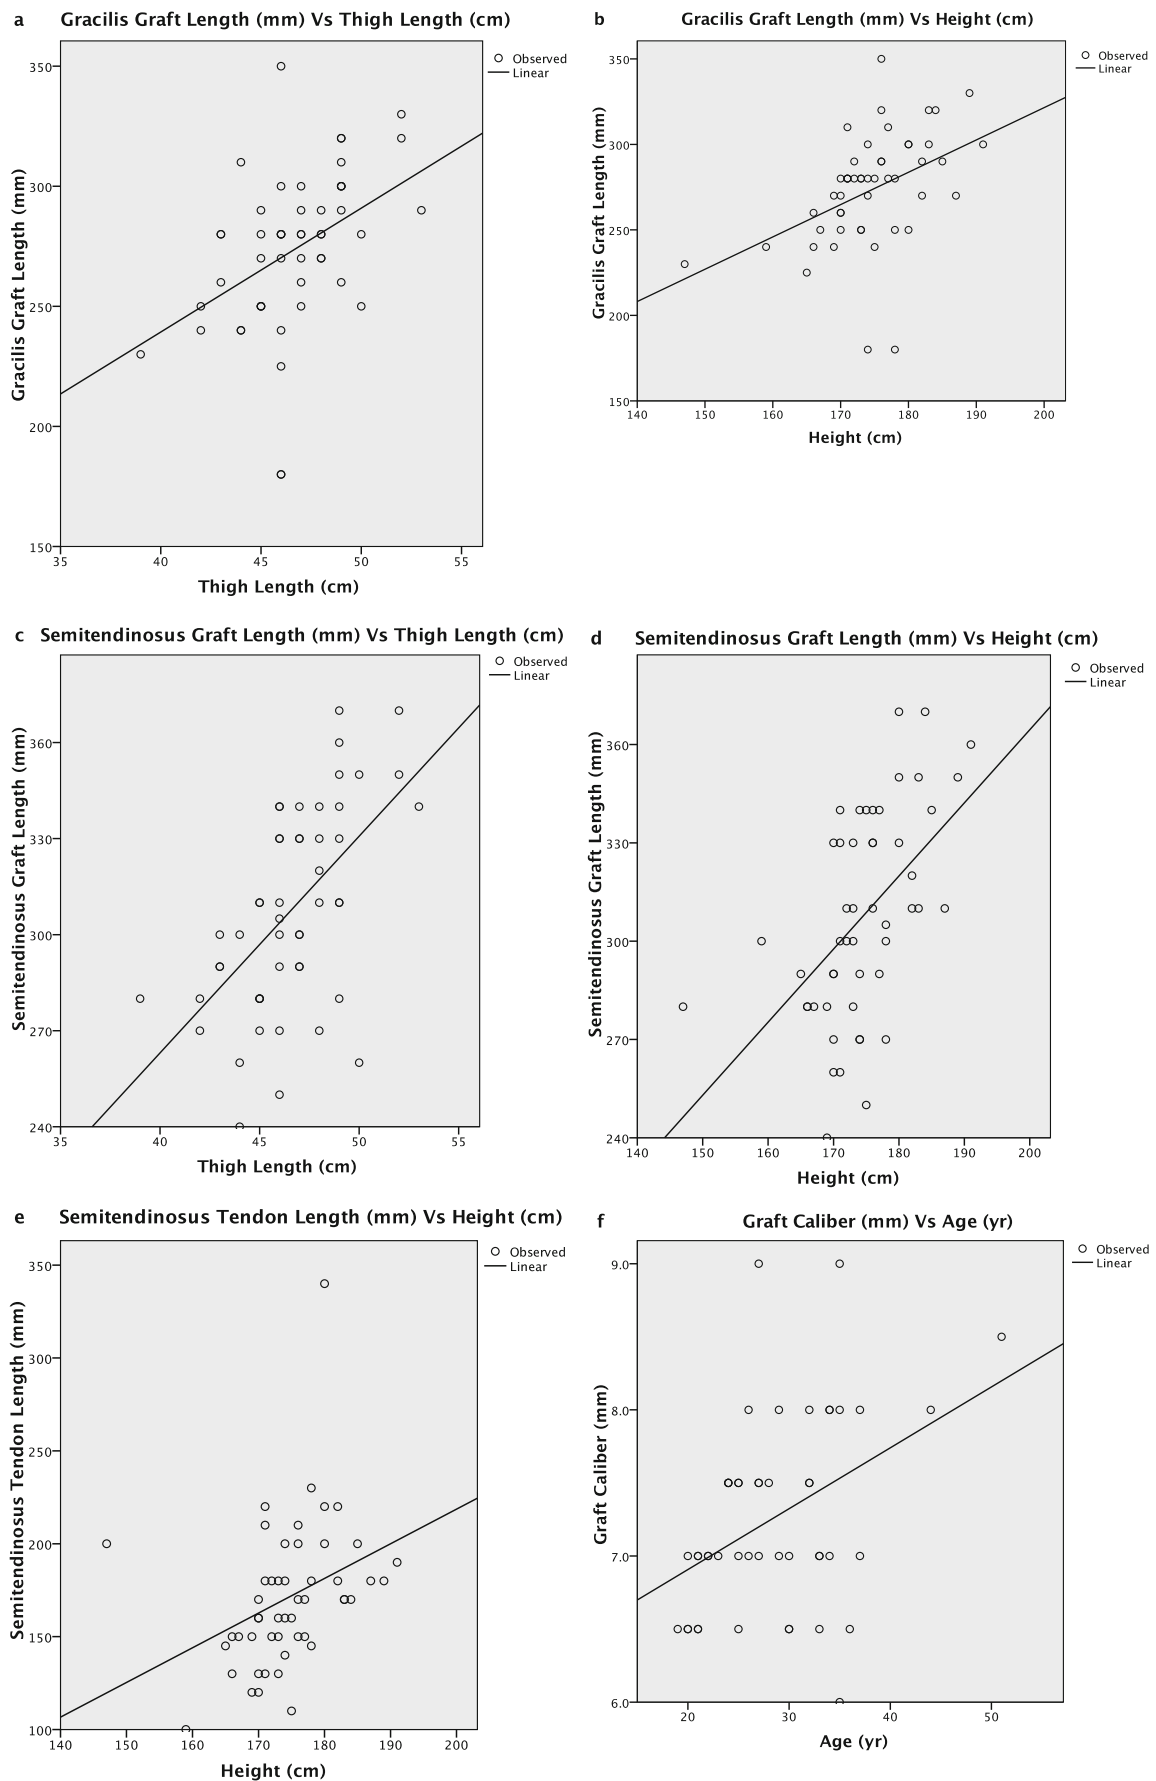 a Gracilis Graft Length (mm) Vs Thigh Length (cm)
Observed
Linear
Gracilis Graft Length (mm)
350
300
250
200
150
35 40 45 50 55
Thigh Length (cm)
b Gracilis Graft Length (mm) Vs Height (cm)
Observed
Linear
Gracilis Graft Length (mm)
350
300
250
200
150
140 150 160 170 180 190 200
Height (cm)
c Semitendinosus Graft Length (mm) Vs Thigh Length (cm)
Observed
Linear
Semitendinosus Graft Length (mm)
360
330
300
270
240
35 40 45 50 55
Thigh Length (cm)
d Semitendinosus Graft Length (mm) Vs Height (cm)
Observed
Linear
Semitendinosus Graft Length (mm)
360
330
300
270
240
140 150 160 170 180 190 200
Height (cm)
e Semitendinosus Tendon Length (mm) Vs Height (cm)
Observed
Linear
Semitendinosus Tendon Length (mm)
350
300
250
200
150
100
140 150 160 170 180 190 200
Height (cm)
f Graft Caliber (mm) Vs Age (yr)
Observed
Linear
Graft Caliber (mm)
9.0
8.0
7.0
6.0
20 30 40 50
Age (yr)